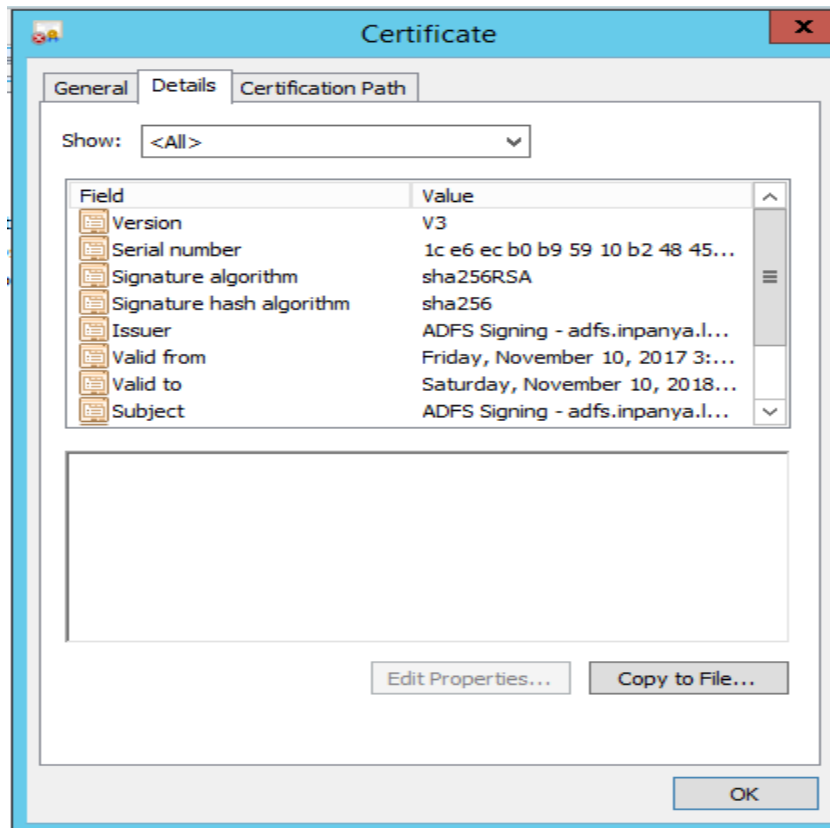 Certificate
x
General Details Certification Path
Show: <All>
Field Value
Version V3
Serial number 1c e6 ec b0 b9 59 10 b2 48 45...
Signature algorithm sha256RSA
Signature hash algorithm sha256
Issuer ADFS Signing - adfs.inpanya.l...
Valid from Friday, November 10, 2017 3:...
Valid to Saturday, November 10, 2018...
Subject ADFS Signing - adfs.inpanya.l...
Edit Properties... Copy to File...
OK